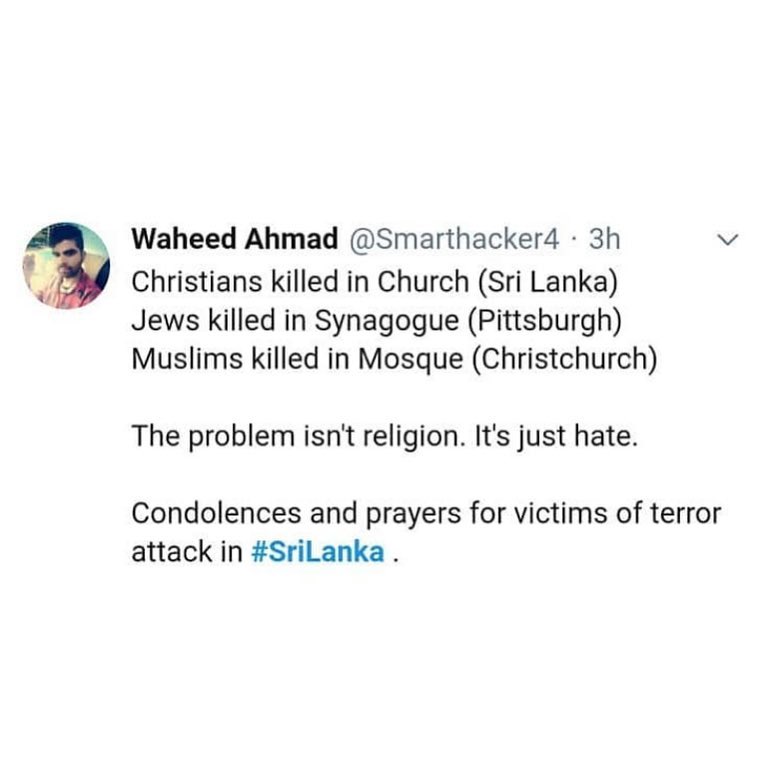 Waheed Ahmad @Smarthacker4 · 3h
Christians killed in Church (Sri Lanka)
Jews killed in Synagogue (Pittsburgh)
Muslims killed in Mosque (Christchurch)
The problem isn't religion. It's just hate.
Condolences and prayers for victims of terror
attack in #SriLanka .